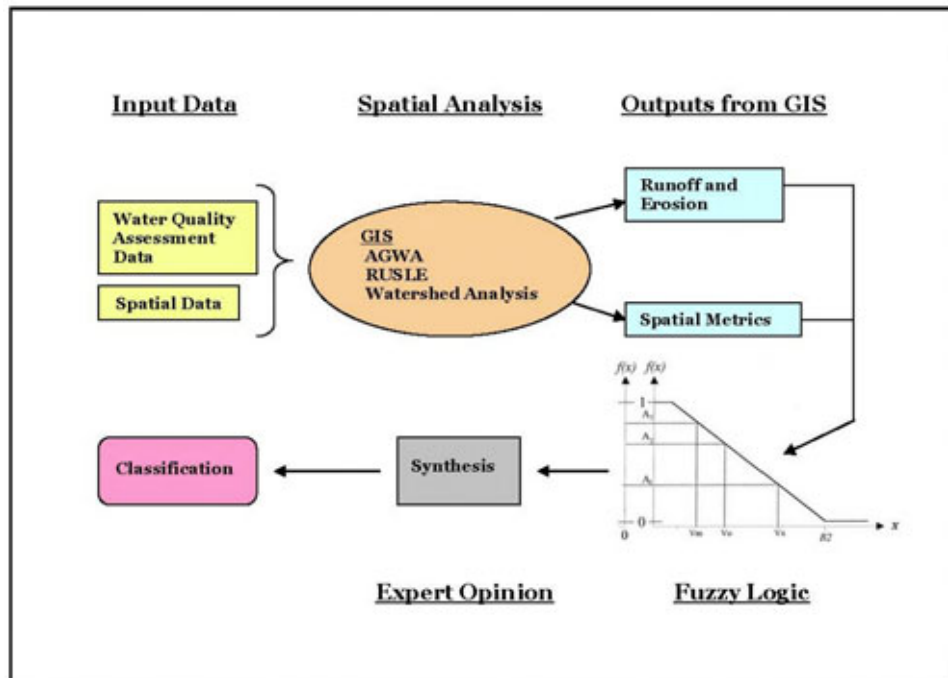 Input Data
Spatial Analysis
Outputs from GIS
Water Quality
Assessment
Data
Spatial Data
GIS
AGWA
RUSLE
Watershed Analysis
Runoff and
Erosion
Spatial Metrics
f(x) f(x)
1
0
0
x
B2
Classification
Synthesis
Expert Opinion
Fuzzy Logic